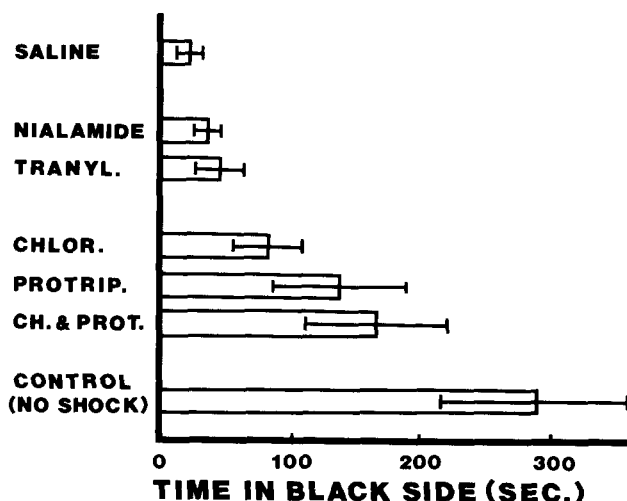 SALINE
NIALAMIDE
TRANYL.
CHLOR.
PROTRIP.
CH. & PROT.
CONTROL
(NO SHOCK)
0 100 200 300
TIME IN BLACK SIDE (SEC.)